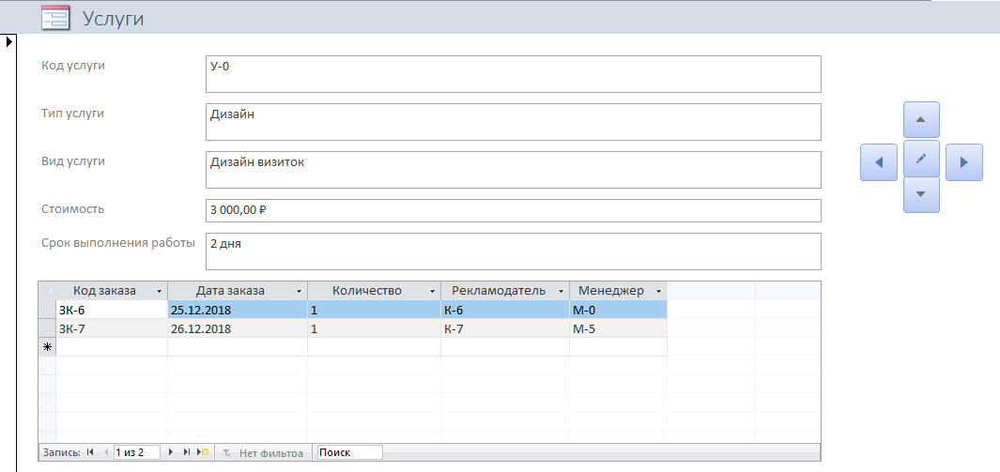 Услуги
Код услуги У-0
Тип услуги Дизайн
Вид услуги Дизайн визиток
Стоимость 3 000,00 ₽
Срок выполнения работы 2 дня
Код заказа Дата заказа Количество Рекламодатель Менеджер
ЗК-6 25.12.2018 1 К-6 М-0
ЗК-7 26.12.2018 1 К-7 М-5
Запись: 1 из 2 Нет фильтра Поиск